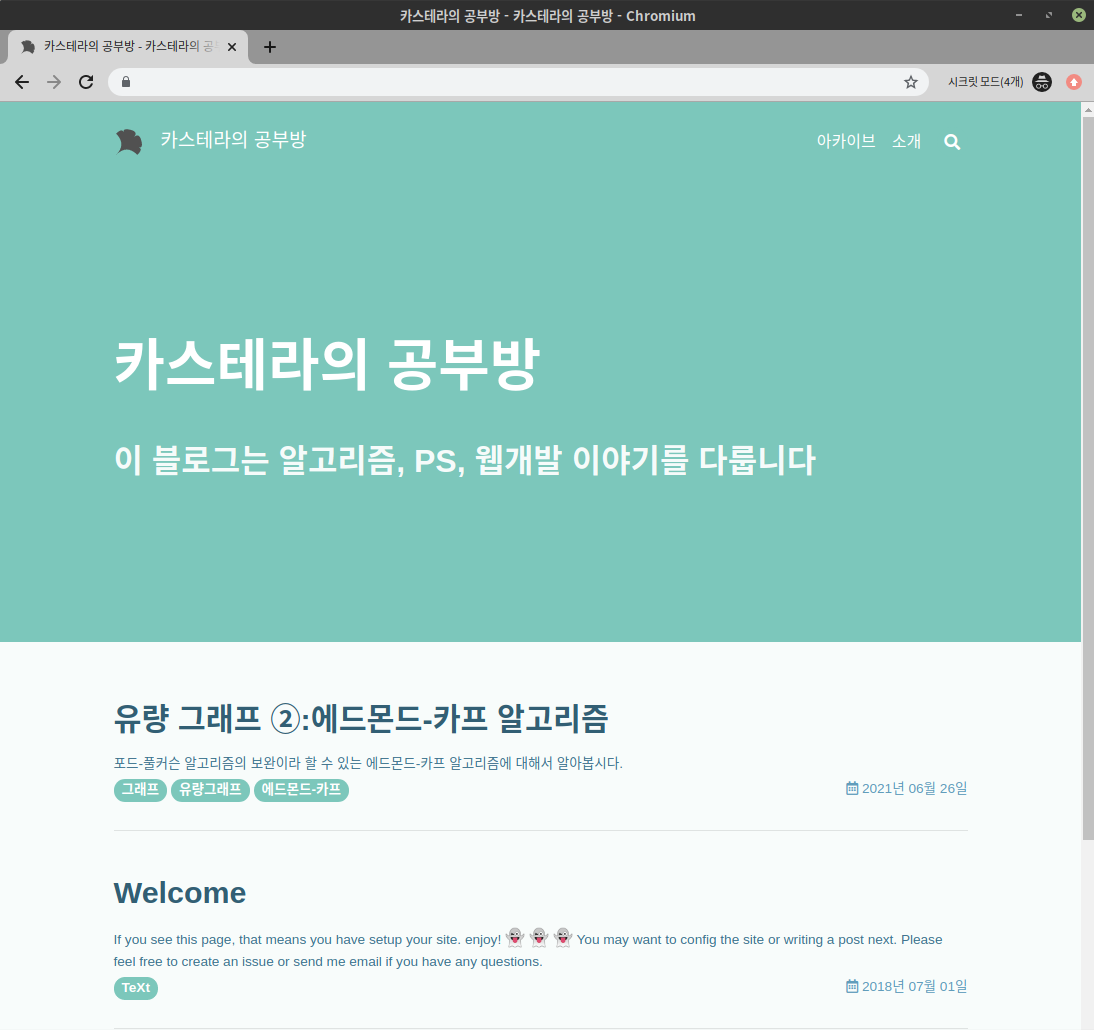 카스테라의 공부방 - 카스테라의 공부방 - Chromium
카스테라의 공부방 - 카스테라의 공
시크릿 모드(4개)
카스테라의 공부방
아카이브 소개
카스테라의 공부방
이 블로그는 알고리즘, PS, 웹개발 이야기를 다룹니다
유량 그래프 ②:에드몬드-카프 알고리즘
포드-풀커슨 알고리즘의 보완이라 할 수 있는 에드몬드-카프 알고리즘에 대해서 알아봅시다.
그래프 유량그래프 에드몬드-카프 2021년 06월 26일
Welcome
If you see this page, that means you have setup your site. enjoy! 👻 👻 👻 You may want to config the site or writing a post next. Please
feel free to create an issue or send me email if you have any questions.
TeXt 2018년 07월 01일